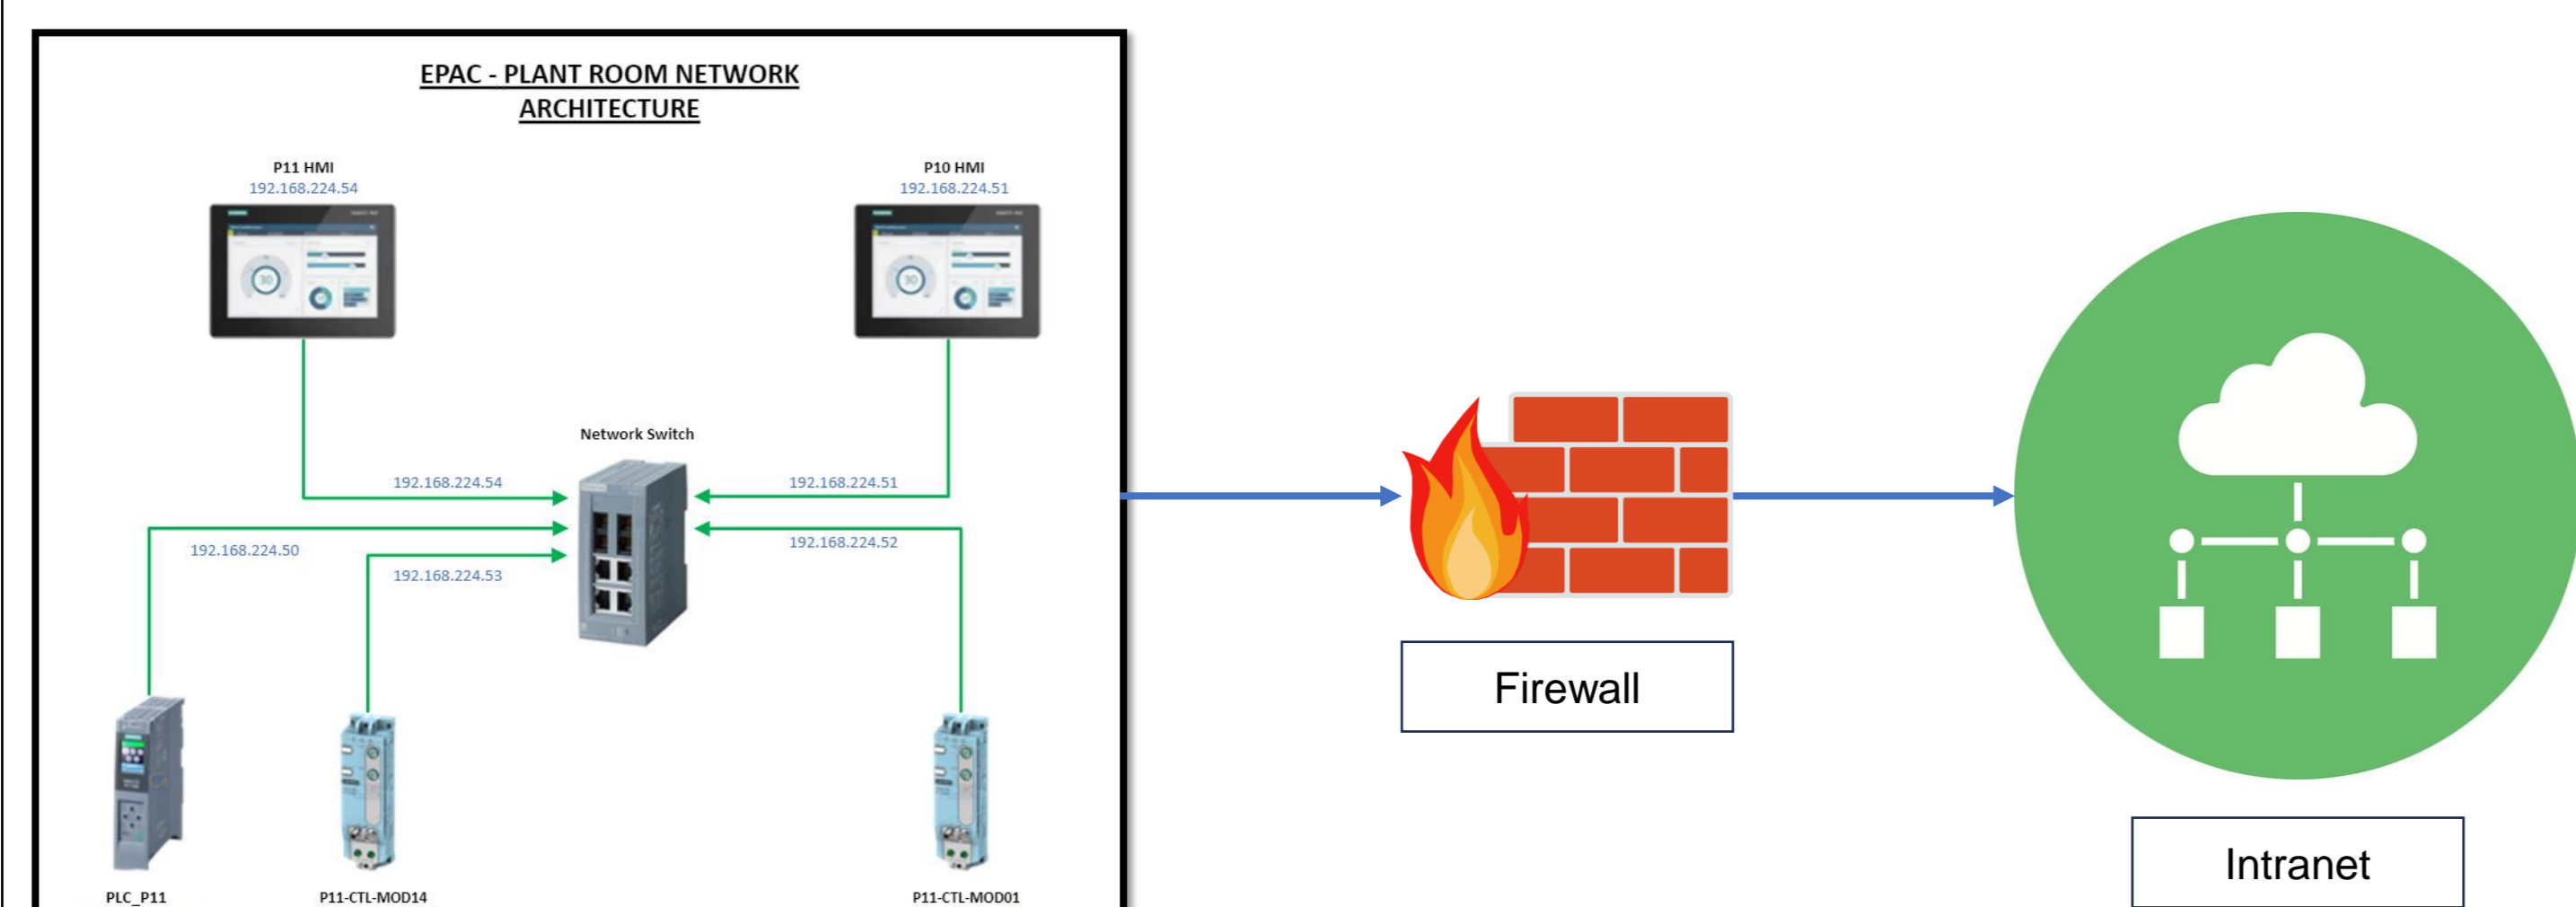 EPAC - PLANT ROOM NETWORK
ARCHITECTURE
P11 HMI
192.168.224.54
P10 HMI
192.168.224.51
30
30
Network Switch
192.168.224.54
192.168.224.51
192.168.224.50
192.168.224.52
192.168.224.53
Firewall
Intranet
PLC_P11
P11-CTL-MOD14
P11-CTL-MOD01